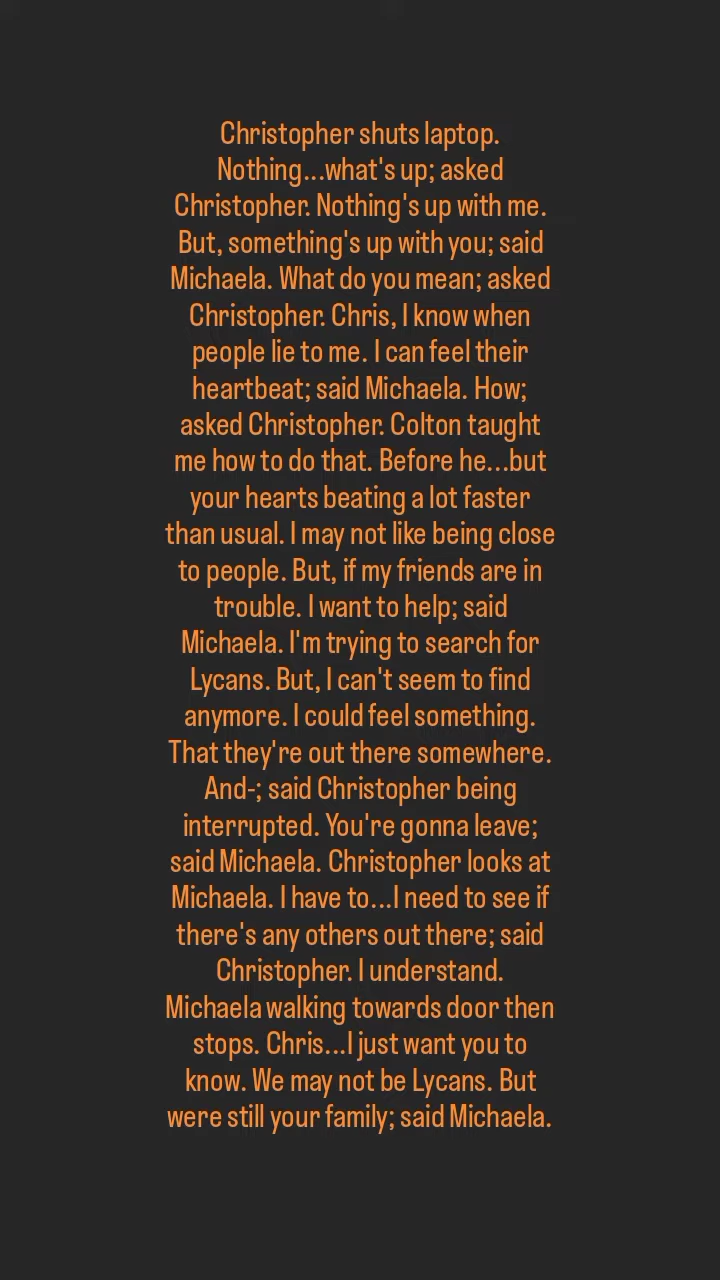 Christopher shuts laptop.
Nothing...what's up; asked
Christopher. Nothing's up with me.
But, something's up with you; said
Michaela. What do you mean; asked
Christopher. Chris, I know when
people lie to me. I can feel their
heartbeat; said Michaela. How;
asked Christopher. Colton taught
me how to do that. Before he...but
your hearts beating a lot faster
than usual. I may not like being close
to people. But, if my friends are in
trouble. I want to help; said
Michaela. I'm trying to search for
Lycans. But, I can't seem to find
anymore. I could feel something.
That they're out there somewhere.
And-; said Christopher being
interrupted. You're gonna leave;
said Michaela. Christopher looks at
Michaela. I have to...I need to see if
there's any others out there; said
Christopher. I understand.
Michaela walking towards door then
stops. Chris...I just want you to
know. We may not be Lycans. But
were still your family; said Michaela.